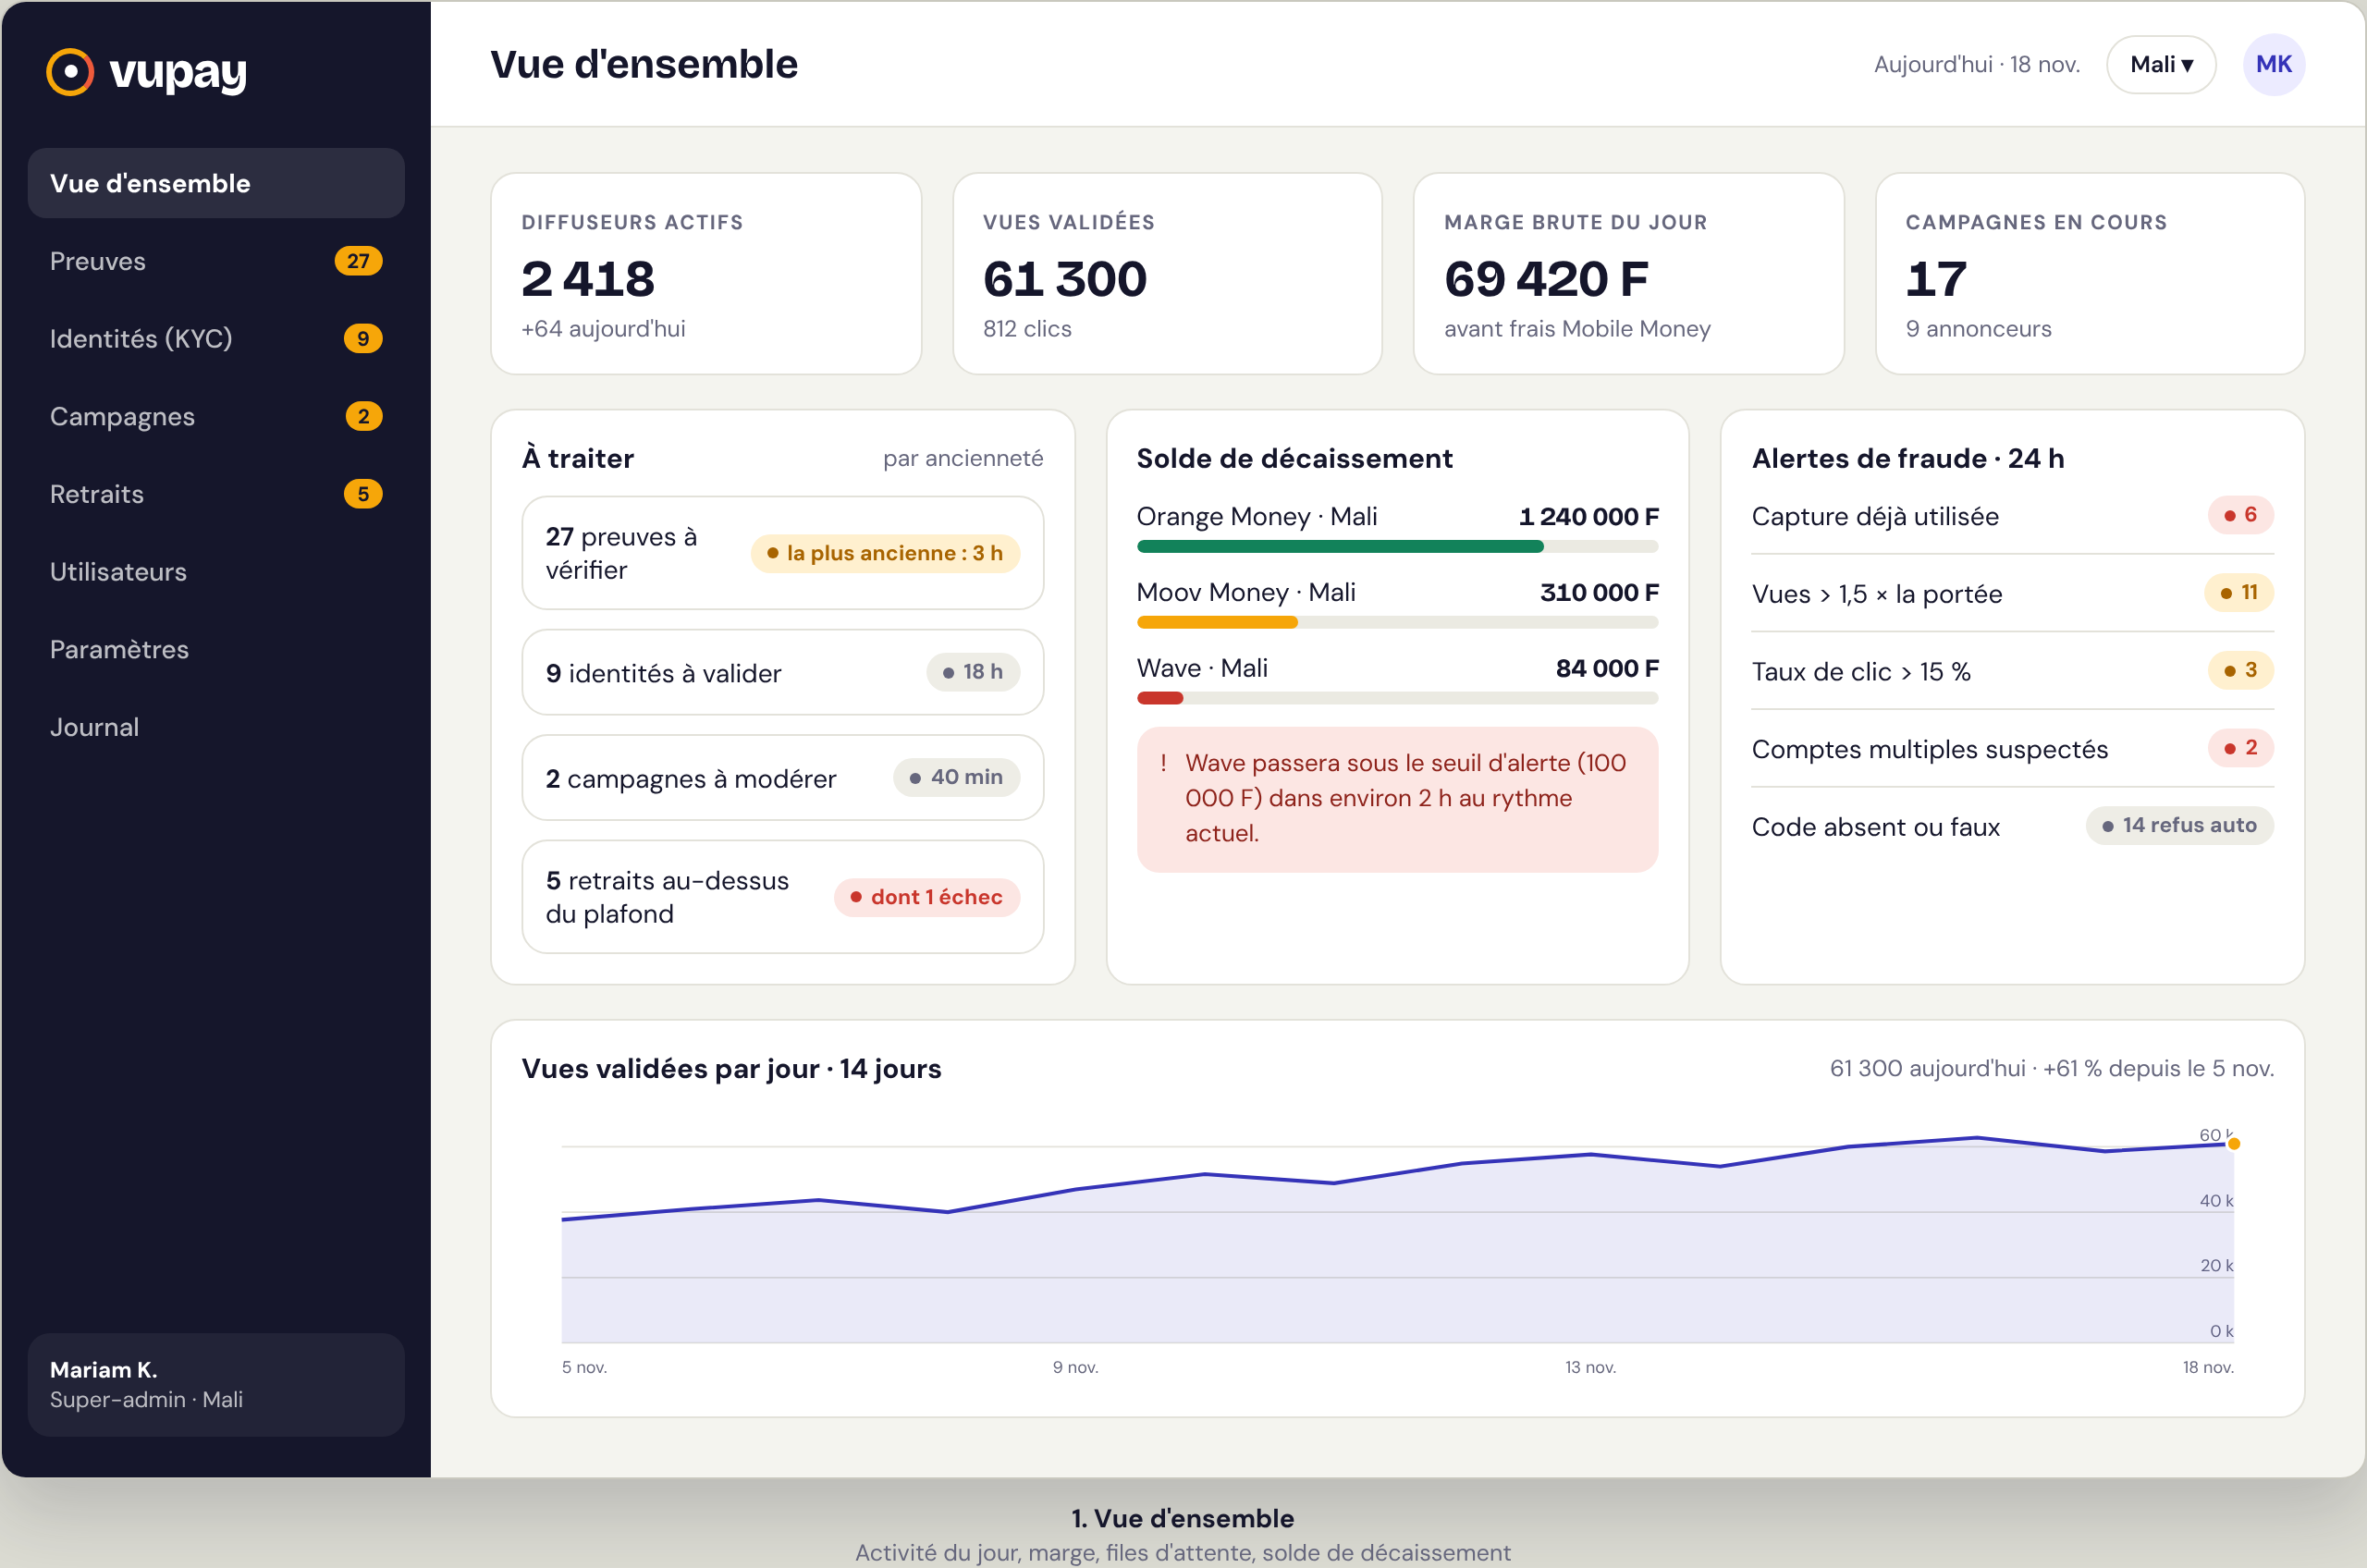 vupay
Vue d'ensemble
Preuves 27
Identités (KYC) 9
Campagnes 2
Retraits 5
Utilisateurs
Paramètres
Journal
Mariam K.
Super-admin · Mali
Vue d'ensemble
Aujourd'hui · 18 nov. Mali ▾ MK
DIFFUSEURS ACTIFS
2 418
+64 aujourd'hui
VUES VALIDÉES
61 300
812 clics
MARGE BRUTE DU JOUR
69 420 F
avant frais Mobile Money
CAMPAGNES EN COURS
17
9 annonceurs
À traiter par ancienneté
27 preuves à
vérifier
la plus ancienne : 3 h
9 identités à valider 18 h
2 campagnes à modérer 40 min
5 retraits au-dessus
du plafond
dont 1 échec
Solde de décaissement
Orange Money · Mali 1 240 000 F
Moov Money · Mali 310 000 F
Wave · Mali 84 000 F
! Wave passera sous le seuil d'alerte (100
000 F) dans environ 2 h au rythme
actuel.
Alertes de fraude · 24 h
Capture déjà utilisée 6
Vues > 1,5 × la portée 11
Taux de clic > 15 % 3
Comptes multiples suspectés 2
Code absent ou faux 14 refus auto
Vues validées par jour · 14 jours
61 300 aujourd'hui · +61 % depuis le 5 nov.
60 k
40 k
20 k
0 k
5 nov. 9 nov. 13 nov. 18 nov.
1. Vue d'ensemble
Activité du jour, marge, files d'attente, solde de décaissement